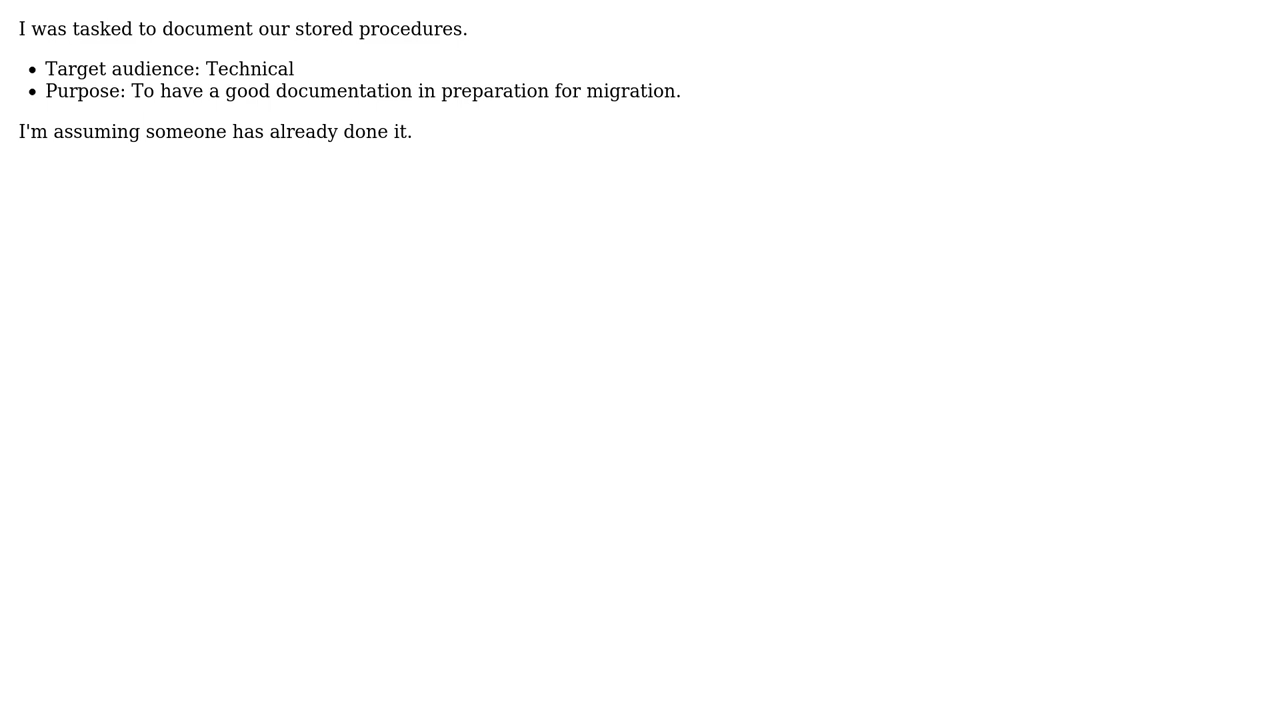 I was tasked to document our stored procedures.
• Target audience: Technical
• Purpose: To have a good documentation in preparation for migration.
I'm assuming someone has already done it.